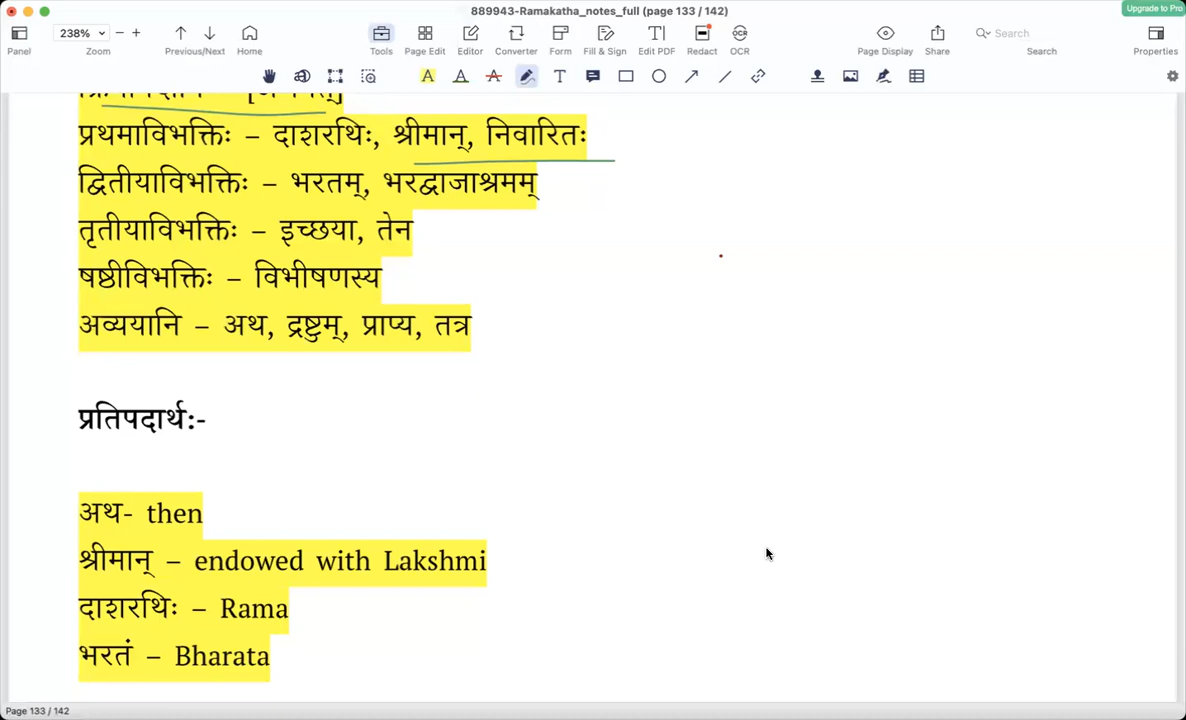 889943-Ramakatha_notes_full (page 133 / 142)
Upgrade to Pro
238%
Panel Zoom Previous/Next Home Tools Page Edit Editor Converter Form Fill & Sign Edit PDF Redact OCR Page Display Share Search Properties
Search
प्रथमाविभक्तिः – दाशरथिः, श्रीमान्, निवारितः
द्वितीयाविभक्तिः – भरतम्, भरद्वाजाश्रमम्
तृतीयाविभक्तिः – इच्छया, तेन
षष्ठीविभक्तिः – विभीषणस्य
अव्ययानि – अथ, द्रष्टुम्, प्राप्य, तत्र
प्रतिपदार्थ:-
अथ- then
श्रीमान् – endowed with Lakshmi
दाशरथिः – Rama
भरतं – Bharata
Page 133 / 142